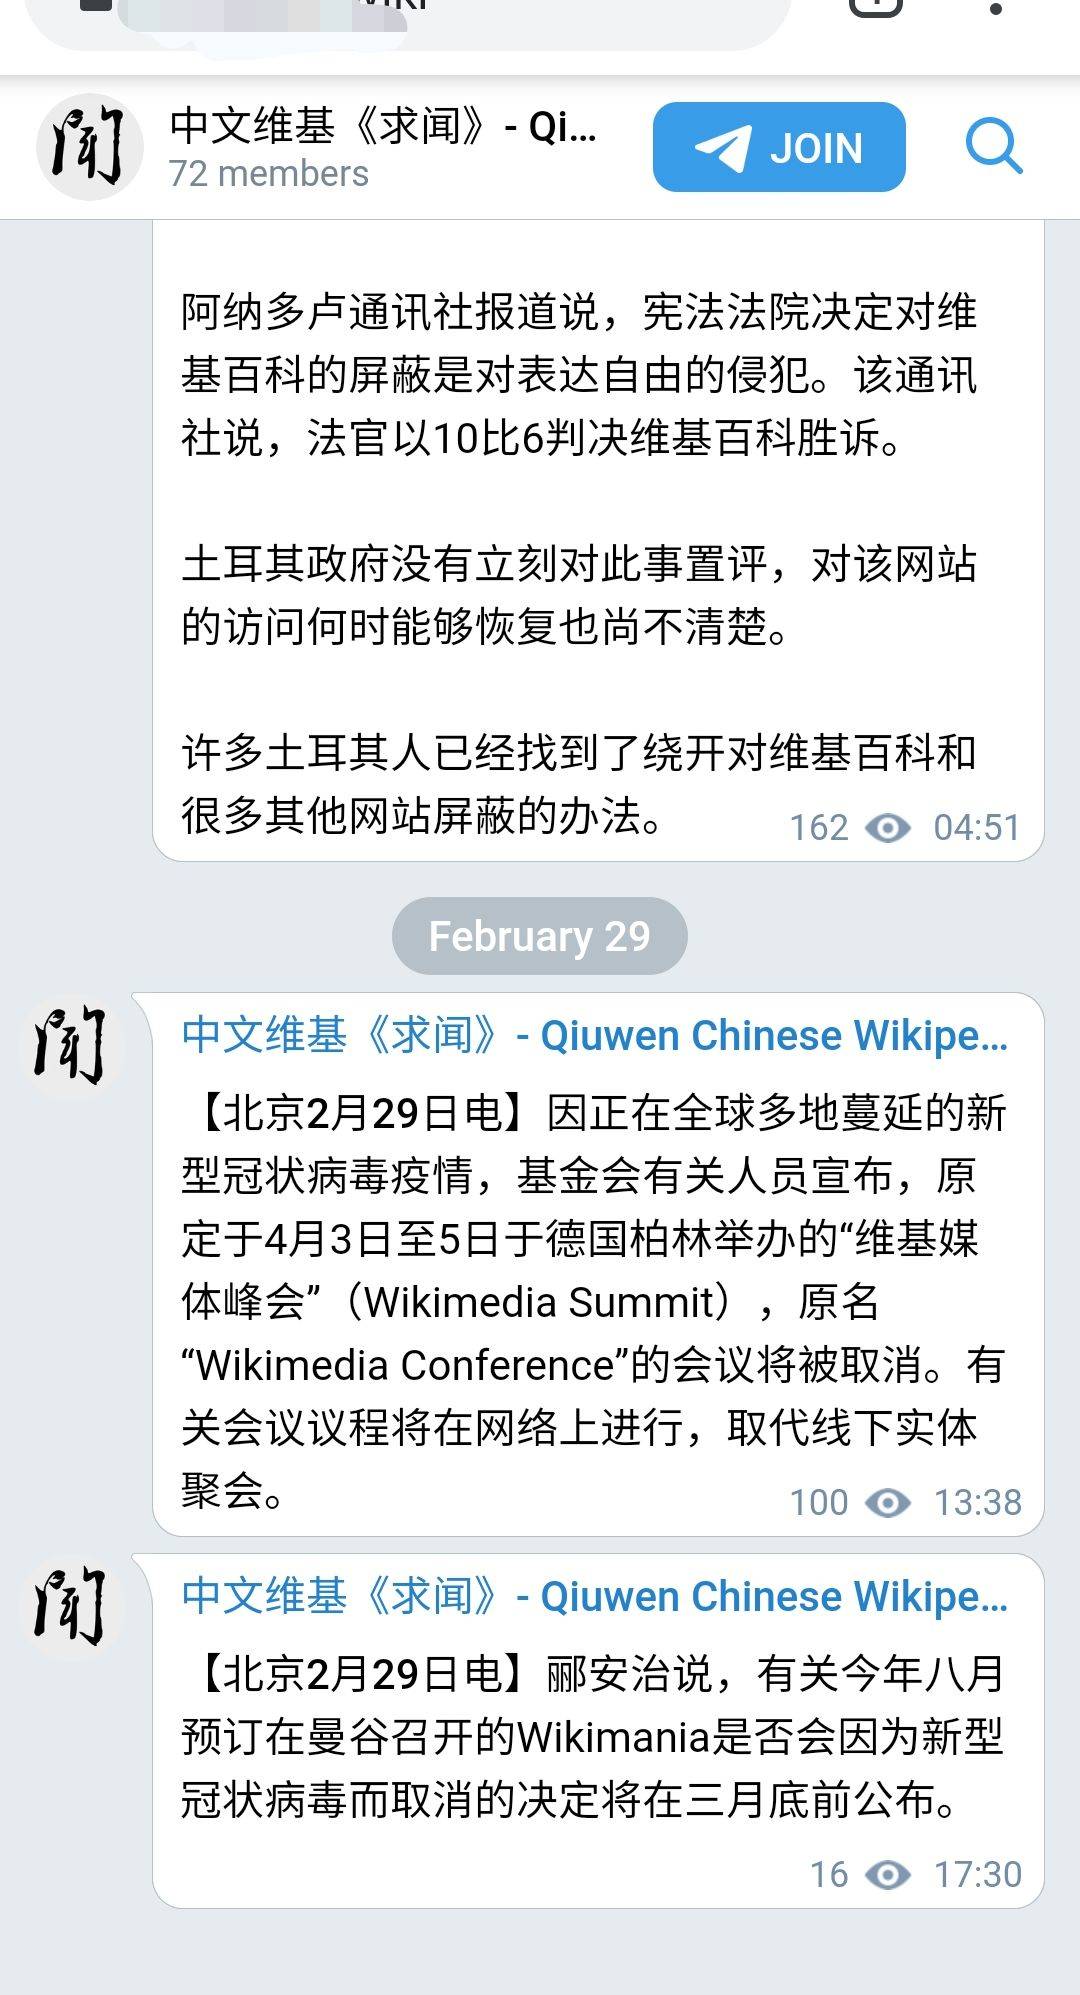 中文维基《求闻》- Qi...
72 members
JOIN
阿纳多卢通讯社报道说，宪法法院决定对维
基百科的屏蔽是对表达自由的侵犯。该通讯
社说，法官以10比6判决维基百科胜诉。
土耳其政府没有立刻对此事置评，对该网站
的访问何时能够恢复也尚不清楚。
许多土耳其人已经找到了绕开对维基百科和
很多其他网站屏蔽的办法。
162 04:51
February 29
中文维基《求闻》- Qiuwen Chinese Wikipe...
【北京2月29日电】因正在全球多地蔓延的新
型冠状病毒疫情，基金会有关人员宣布，原
定于4月3日至5日于德国柏林举办的“维基媒
体峰会”（Wikimedia Summit），原名
“Wikimedia Conference”的会议将被取消。有
关会议议程将在网络上进行，取代线下实体
聚会。
100 13:38
中文维基《求闻》- Qiuwen Chinese Wikipe...
【北京2月29日电】郦安治说，有关今年八月
预订在曼谷召开的Wikimania是否会因为新型
冠状病毒而取消的决定将在三月底前公布。
16 17:30